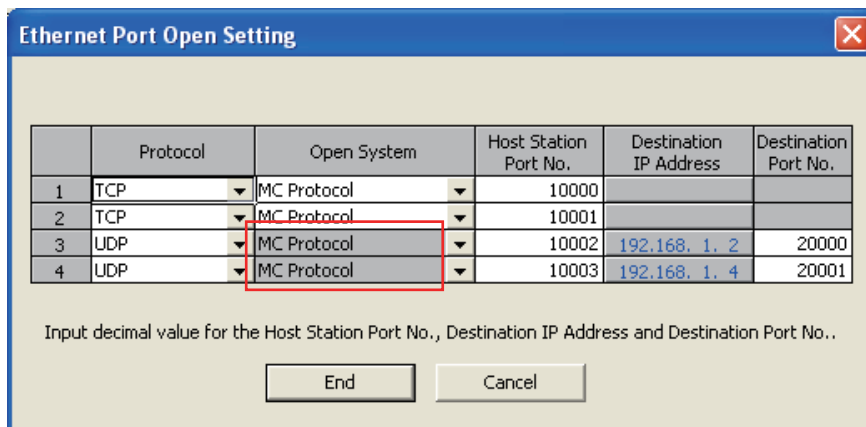 Ethernet Port Open Setting
Protocol Open System Host Station Port No. Destination IP Address Destination Port No.
1 TCP MC Protocol 10000
2 TCP MC Protocol 10001
3 UDP MC Protocol 10002 192.168. 1. 2 20000
4 UDP MC Protocol 10003 192.168. 1. 4 20001
Input decimal value for the Host Station Port No., Destination IP Address and Destination Port No..
End Cancel